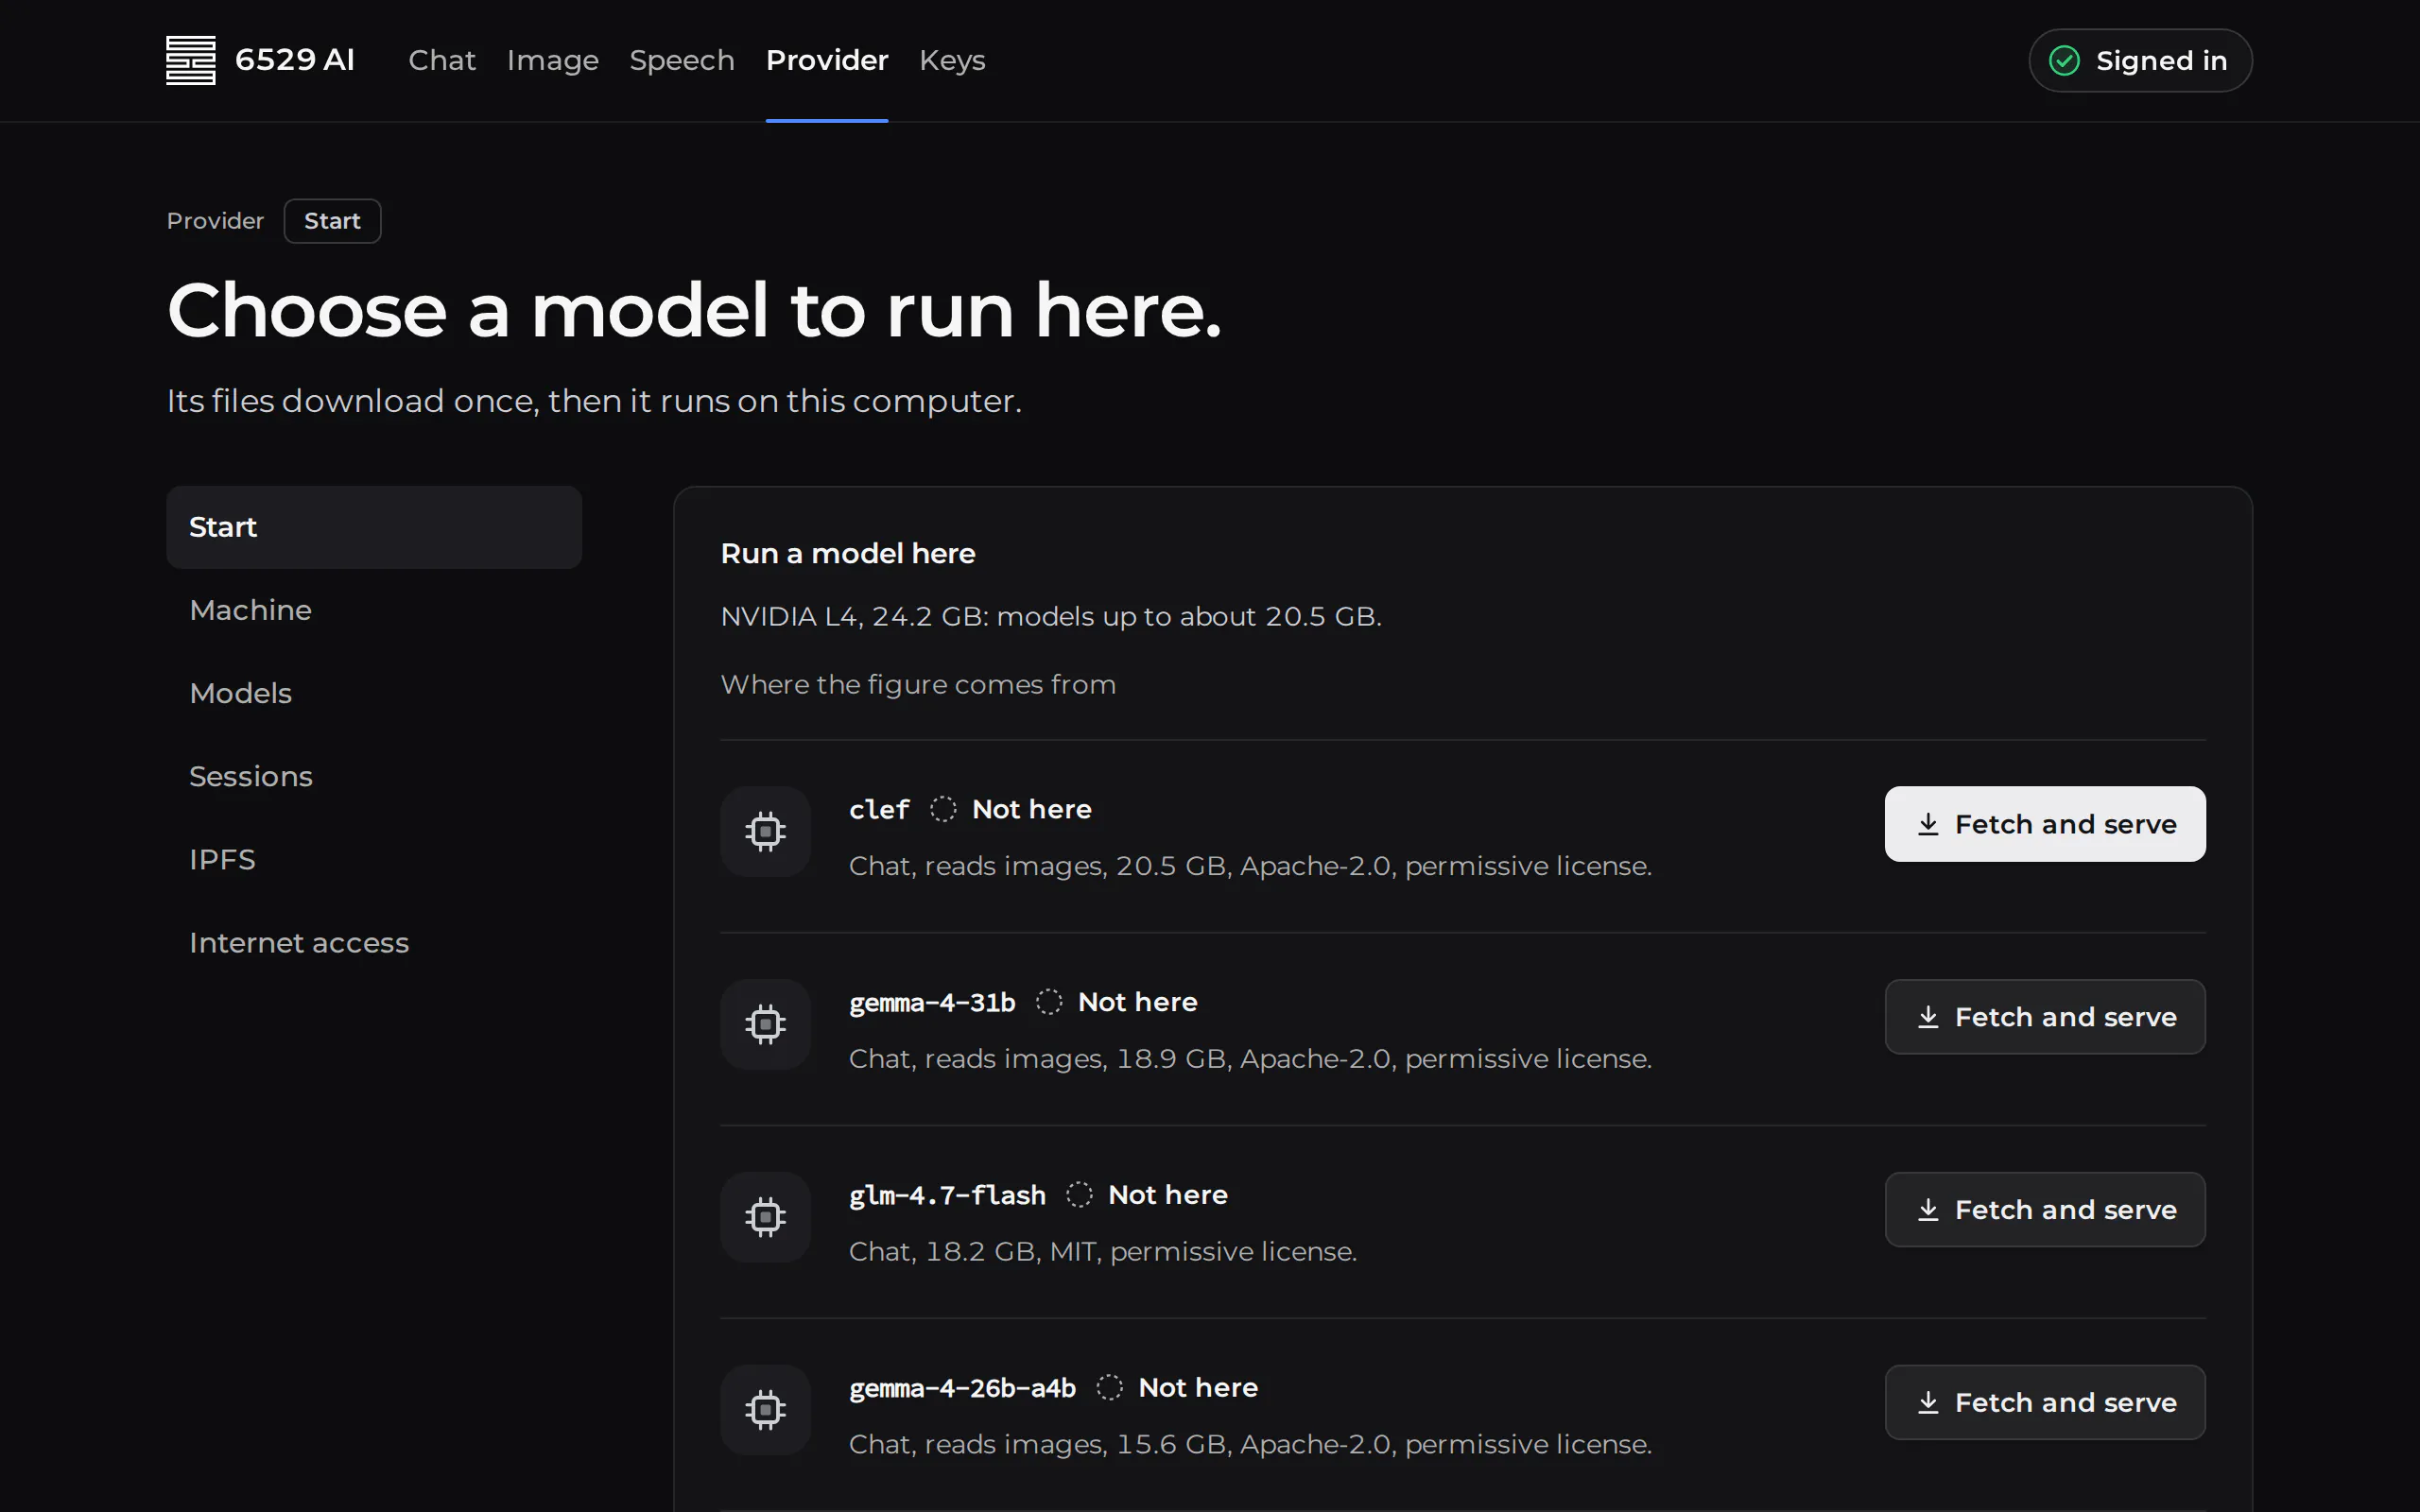 6529 AI
Chat
Image
Speech
Provider
Keys
Signed in
Provider
Start
Choose a model to run here.
Its files download once, then it runs on this computer.
Start
Machine
Models
Sessions
IPFS
Internet access
Run a model here
NVIDIA L4, 24.2 GB: models up to about 20.5 GB.
Where the figure comes from
clef Not here
Chat, reads images, 20.5 GB, Apache-2.0, permissive license.
Fetch and serve
gemma-4-31b Not here
Chat, reads images, 18.9 GB, Apache-2.0, permissive license.
Fetch and serve
glm-4.7-flash Not here
Chat, 18.2 GB, MIT, permissive license.
Fetch and serve
gemma-4-26b-a4b Not here
Chat, reads images, 15.6 GB, Apache-2.0, permissive license.
Fetch and serve